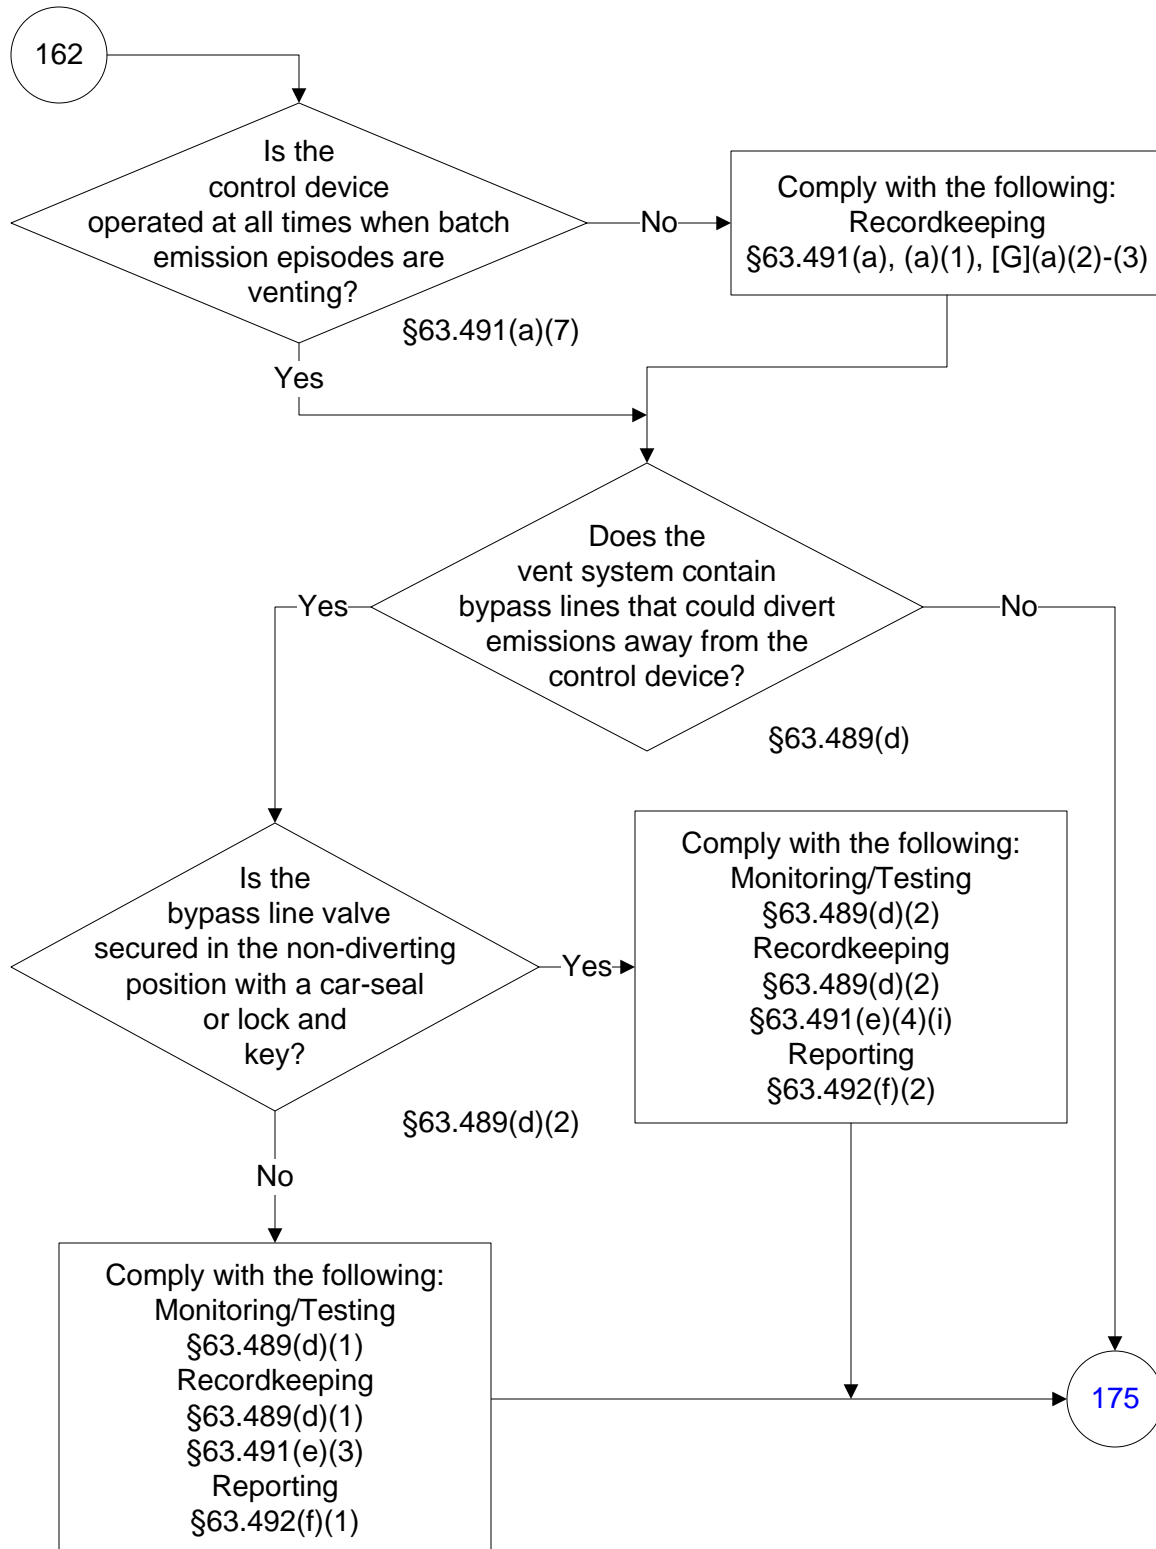 162
Is the
control device
operated at all times when batch
emission episodes are
venting?
No
Comply with the following:
Recordkeeping
§63.491(a), (a)(1), [G](a)(2)-(3)
§63.491(a)(7)
Yes
Does the
vent system contain
bypass lines that could divert
emissions away from the
control device?
Yes
No
§63.489(d)
Is the
bypass line valve
secured in the non-diverting
position with a car-seal
or lock and
key?
Yes
Comply with the following:
Monitoring/Testing
§63.489(d)(2)
Recordkeeping
§63.489(d)(2)
§63.491(e)(4)(i)
Reporting
§63.492(f)(2)
§63.489(d)(2)
No
Comply with the following:
Monitoring/Testing
§63.489(d)(1)
Recordkeeping
§63.489(d)(1)
§63.491(e)(3)
Reporting
§63.492(f)(1)
175